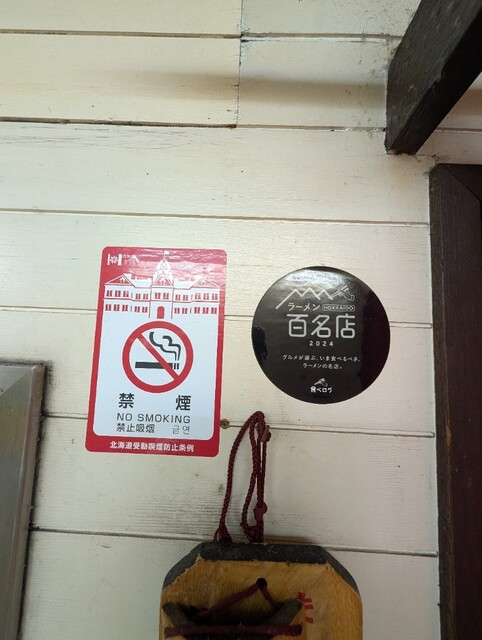 禁 煙
NO SMOKING
禁止吸烟 금연
北海道受動喫煙防止条例
ラーメン HOKKAIDO
百名店
2024
グルメが選ぶ、いま食べるべき、
ラーメンの名店。
食べログ